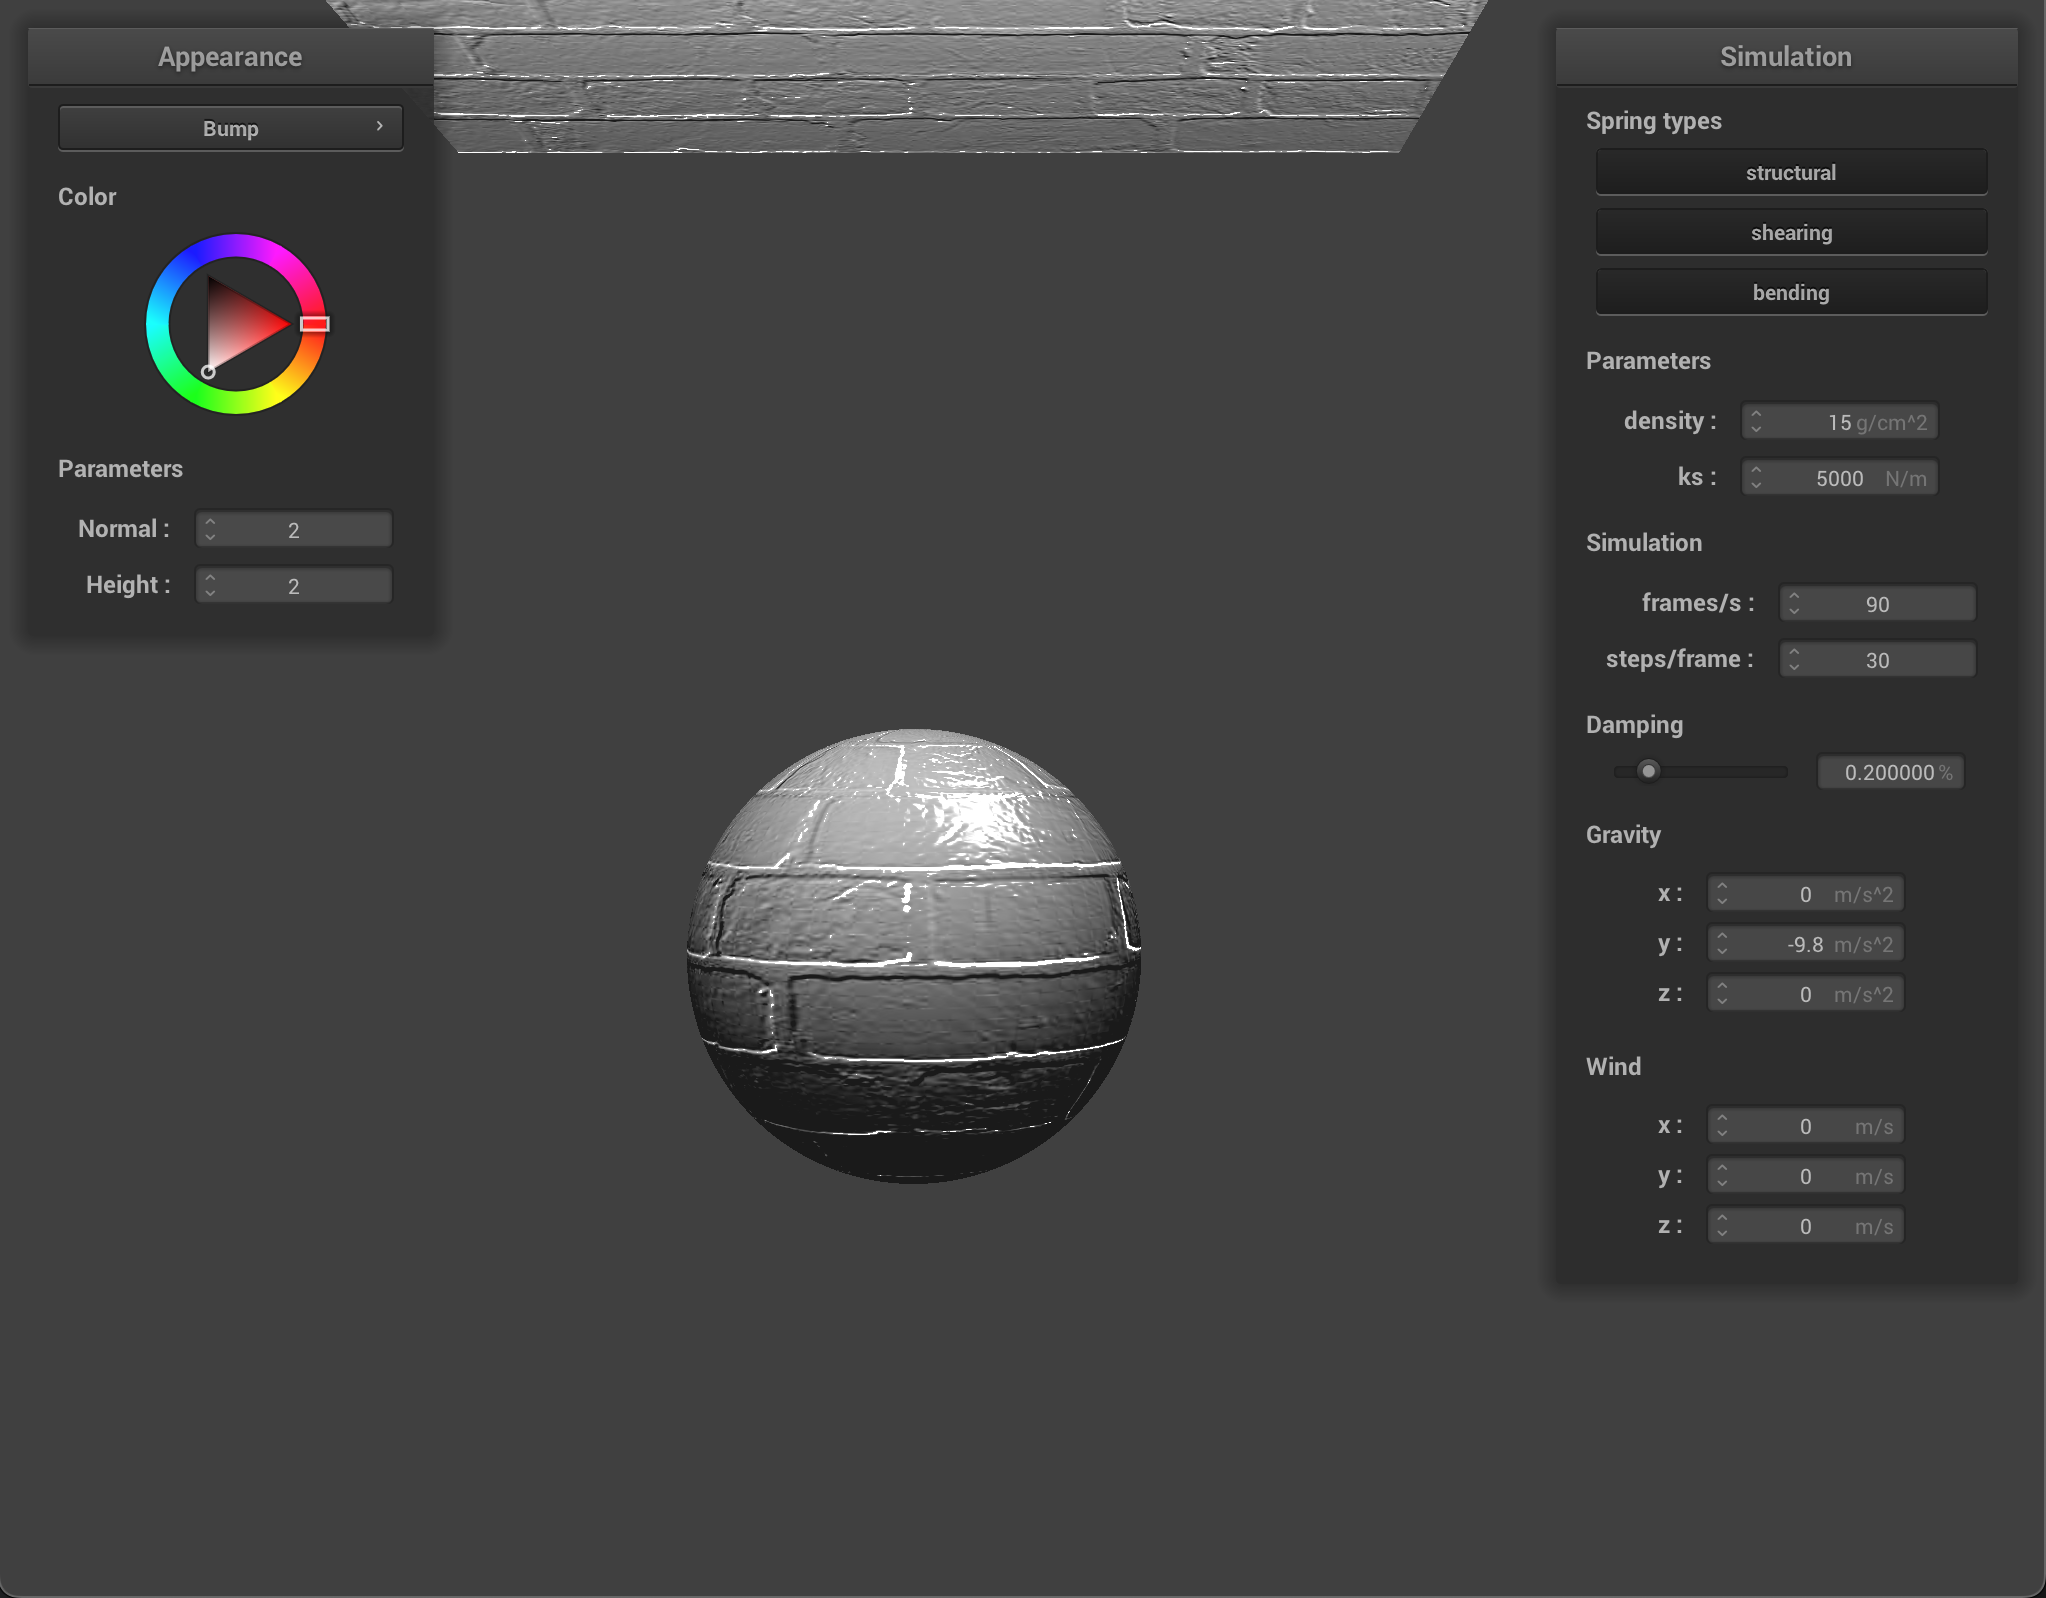 Appearance
Bump
Color
Parameters
Normal : 2
Height : 2
Simulation
Spring types
structural
shearing
bending
Parameters
density : 15 g/cm^2
ks : 5000 N/m
Simulation
frames/s : 90
steps/frame : 30
Damping
0.200000 %
Gravity
x : 0 m/s^2
y : -9.8 m/s^2
z : 0 m/s^2
Wind
x : 0 m/s
y : 0 m/s
z : 0 m/s